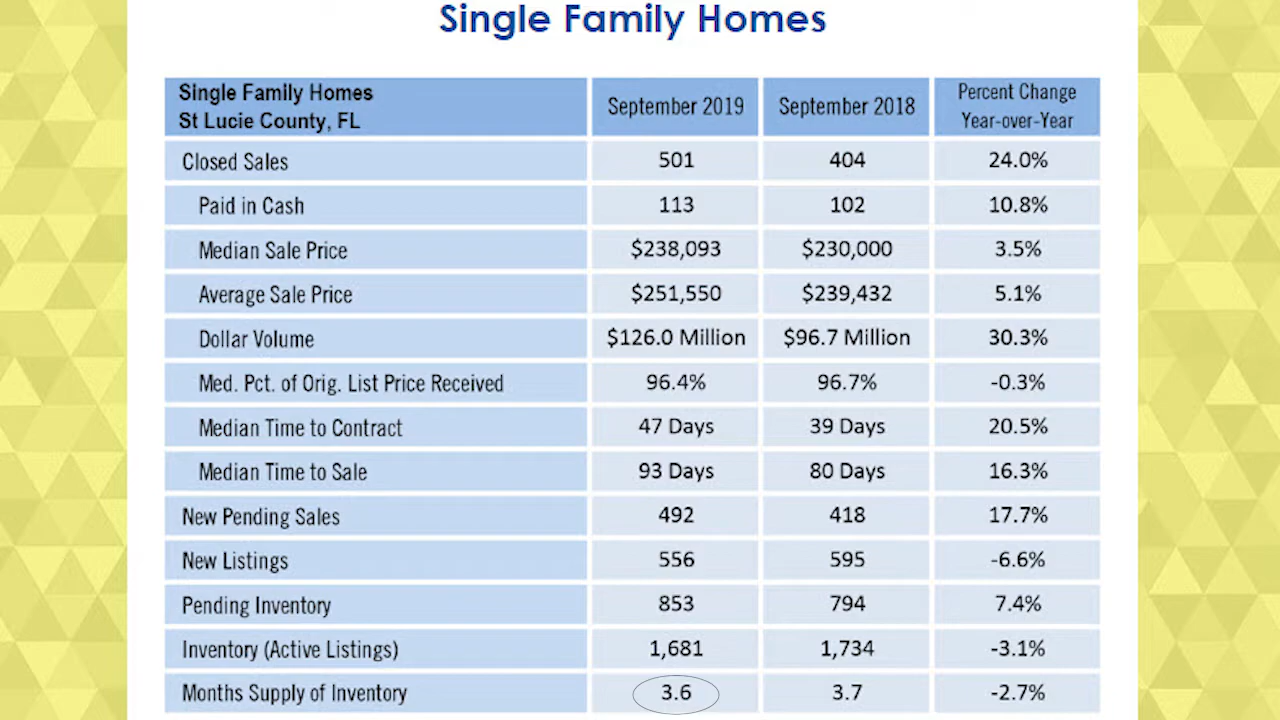 Single Family Homes
Single Family Homes
St Lucie County, FL
September 2019
September 2018
Percent Change
Year-over-Year
Closed Sales 501 404 24.0%
Paid in Cash 113 102 10.8%
Median Sale Price $238,093 $230,000 3.5%
Average Sale Price $251,550 $239,432 5.1%
Dollar Volume $126.0 Million $96.7 Million 30.3%
Med. Pct. of Orig. List Price Received 96.4% 96.7% -0.3%
Median Time to Contract 47 Days 39 Days 20.5%
Median Time to Sale 93 Days 80 Days 16.3%
New Pending Sales 492 418 17.7%
New Listings 556 595 -6.6%
Pending Inventory 853 794 7.4%
Inventory (Active Listings) 1,681 1,734 -3.1%
Months Supply of Inventory 3.6 3.7 -2.7%